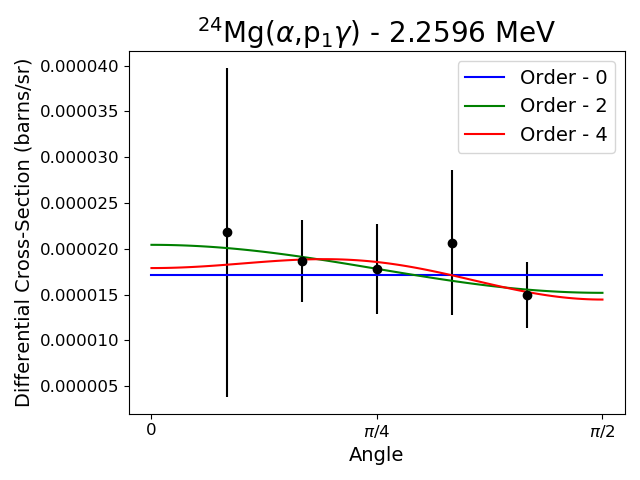 ²⁴Mg(α,p₁γ) - 2.2596 MeV
Differential Cross-Section (barns/sr)
0.000040
0.000035
0.000030
0.000025
0.000020
0.000015
0.000010
0.000005
Order - 0
Order - 2
Order - 4
0
π/4
π/2
Angle